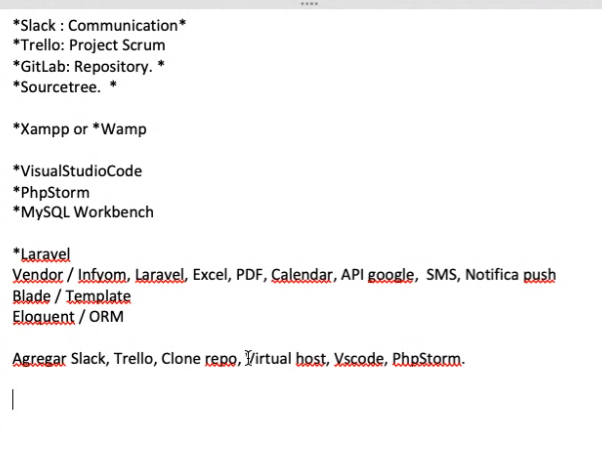 *Slack : Communication*
*Trello: Project Scrum
*GitLab: Repository. *
*Sourcetree.  *
*Xampp or *Wamp
*VisualStudioCode
*PhpStorm
*MySQL Workbench
*Laravel
Vendor / Infyom, Laravel, Excel, PDF, Calendar, API google,  SMS, Notifica push
Blade / Template
Eloquent / ORM
Agregar Slack, Trello, Clone repo, Virtual host, Vscode, PhpStorm.